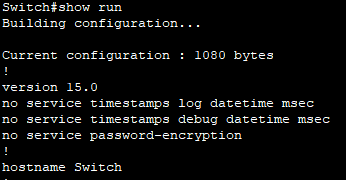 Switch#show run
Building configuration...
Current configuration : 1080 bytes
!
version 15.0
no service timestamps log datetime msec
no service timestamps debug datetime msec
no service password-encryption
!
hostname Switch